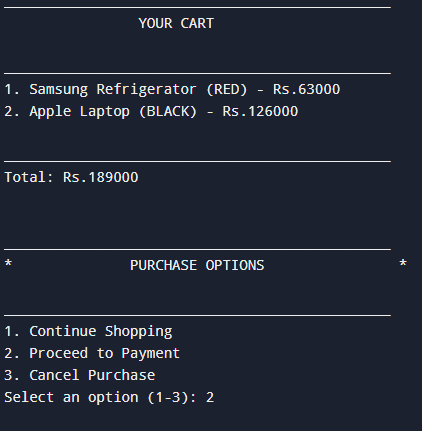 YOUR CART
1. Samsung Refrigerator (RED) - Rs.63000
2. Apple Laptop (BLACK) - Rs.126000
Total: Rs.189000
* PURCHASE OPTIONS *
1. Continue Shopping
2. Proceed to Payment
3. Cancel Purchase
Select an option (1-3): 2